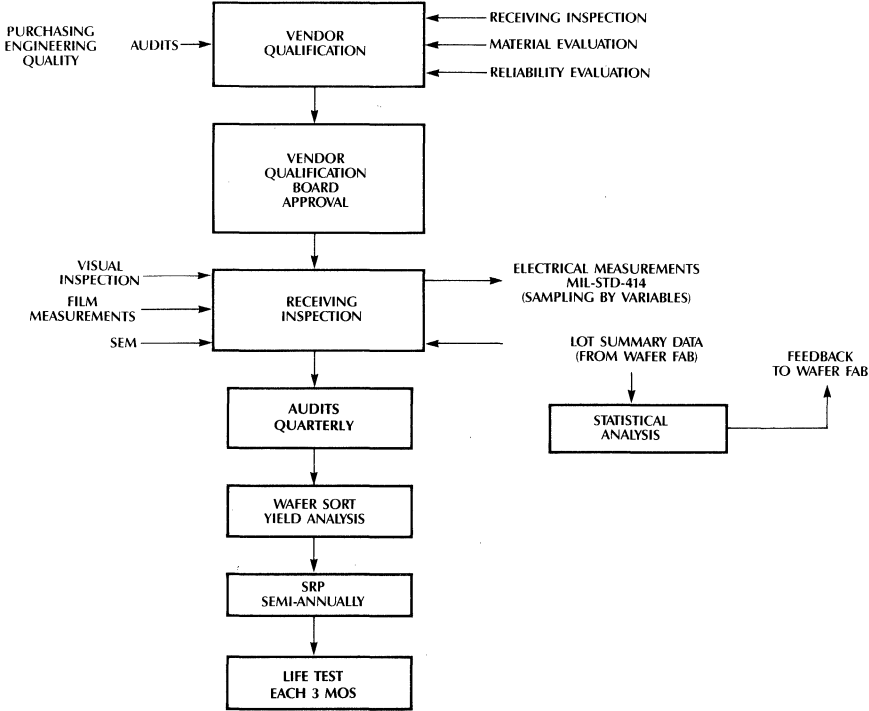 PURCHASING
ENGINEERING
QUALITY
AUDITS
VENDOR
QUALIFICATION
RECEIVING INSPECTION
MATERIAL EVALUATION
RELIABILITY EVALUATION
VENDOR
QUALIFICATION
BOARD
APPROVAL
VISUAL
INSPECTION
FILM
MEASUREMENTS
SEM
RECEIVING
INSPECTION
ELECTRICAL MEASUREMENTS
MIL-STD-414
(SAMPLING BY VARIABLES)
LOT SUMMARY DATA
(FROM WAFER FAB)
FEEDBACK
TO WAFER FAB
STATISTICAL
ANALYSIS
AUDITS
QUARTERLY
WAFER SORT
YIELD ANALYSIS
SRP
SEMI-ANNUALLY
LIFE TEST
EACH 3 MOS